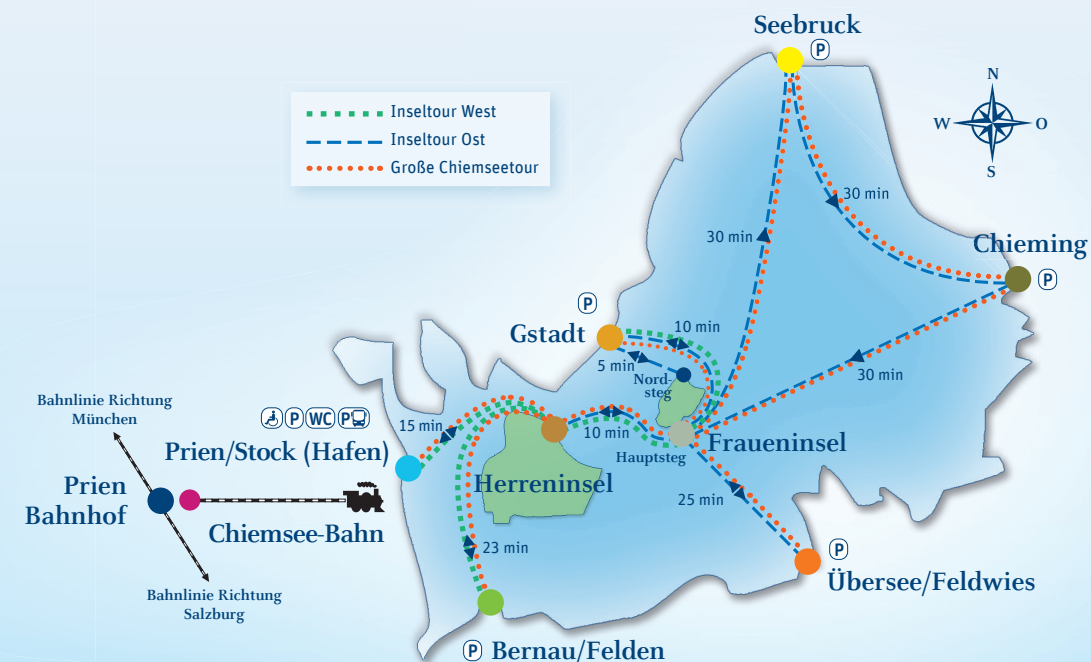 Seebruck
P
N
W
O
S
Inseltour West
Inseltour Ost
Große Chiemseetour
30 min
30 min
Chieming
P
P
Gstadt
10 min
5 min
Nord-
steg
30 min
Bahnlinie Richtung
München
P WC P
15 min
Prien/Stock (Hafen)
10 min
Hauptsteg
Fraueninsel
Herreninsel
Prien
Bahnhof
Chiemsee-Bahn
25 min
23 min
P
Übersee/Feldwies
Bahnlinie Richtung
Salzburg
P Bernau/Felden